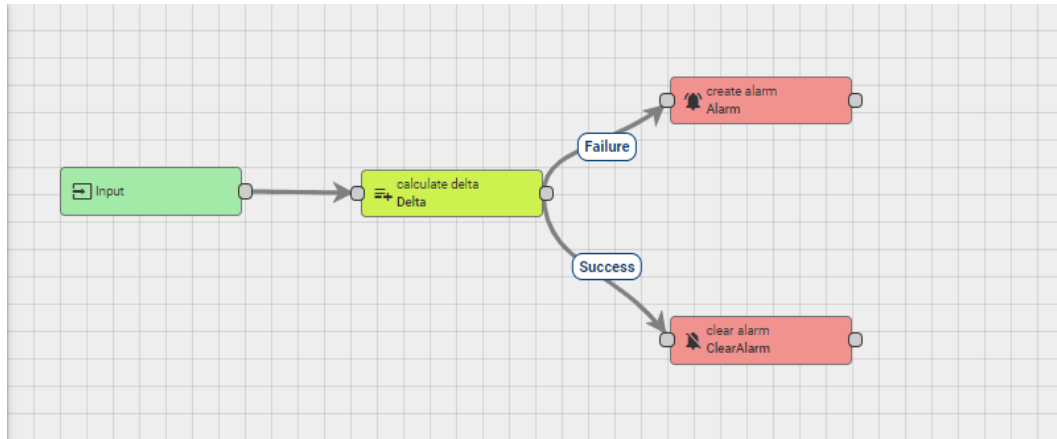 Input
calculate delta
Delta
Failure
create alarm
Alarm
Success
clear alarm
ClearAlarm